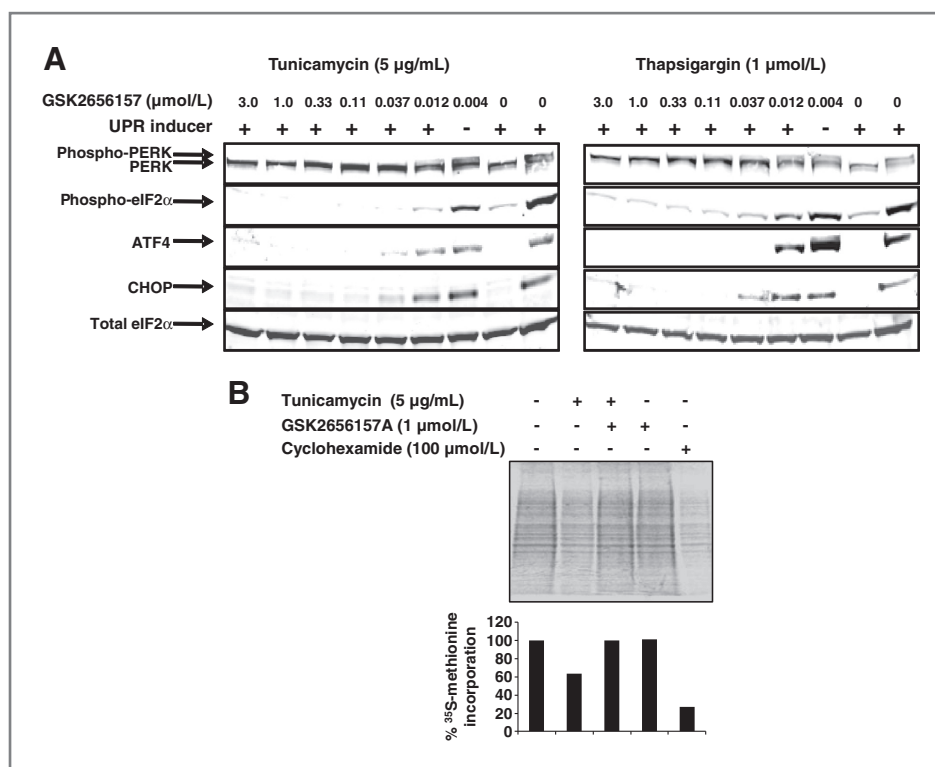 A
Tunicamycin (5 µg/mL)
Thapsigargin (1 µmol/L)
GSK2656157 (µmol/L) 3.0 1.0 0.33 0.11 0.037 0.012 0.004 0 0 3.0 1.0 0.33 0.11 0.037 0.012 0.004 0 0
UPR inducer + + + + + + - + + + + + + + + - + +
Phospho-PERK
PERK
Phospho-eIF2α
ATF4
CHOP
Total eIF2α
B
Tunicamycin (5 µg/mL) - + + - -
GSK2656157A (1 µmol/L) - - + + -
Cyclohexamide (100 µmol/L) - - - - +
% ³⁵S-methionine
incorporation
120
100
80
60
40
20
0